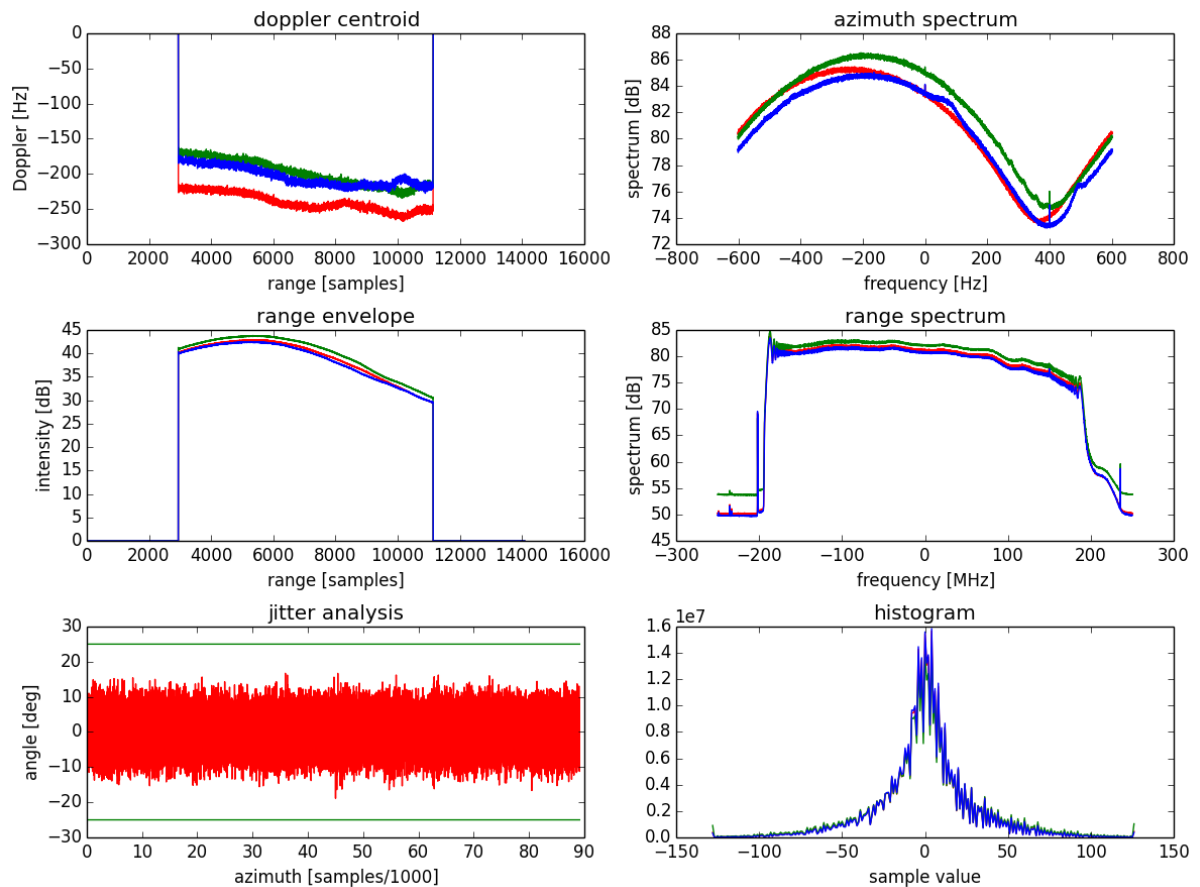 doppler centroid
0
−50
−100
−150
−200
−250
−300
Doppler [Hz]
0 2000 4000 6000 8000 10000 12000 14000 16000
range [samples]
azimuth spectrum
88
86
84
82
80
78
76
74
72
spectrum [dB]
−800 −600 −400 −200 0 200 400 600 800
frequency [Hz]
range envelope
45
40
35
30
25
20
15
10
5
0
intensity [dB]
0 2000 4000 6000 8000 10000 12000 14000 16000
range [samples]
range spectrum
85
80
75
70
65
60
55
50
45
spectrum [dB]
−300 −200 −100 0 100 200 300
frequency [MHz]
jitter analysis
30
20
10
0
−10
−20
−30
angle [deg]
0 10 20 30 40 50 60 70 80 90
azimuth [samples/1000]
histogram
1e7
1.6
1.4
1.2
1.0
0.8
0.6
0.4
0.2
0.0
−150 −100 −50 0 50 100 150
sample value